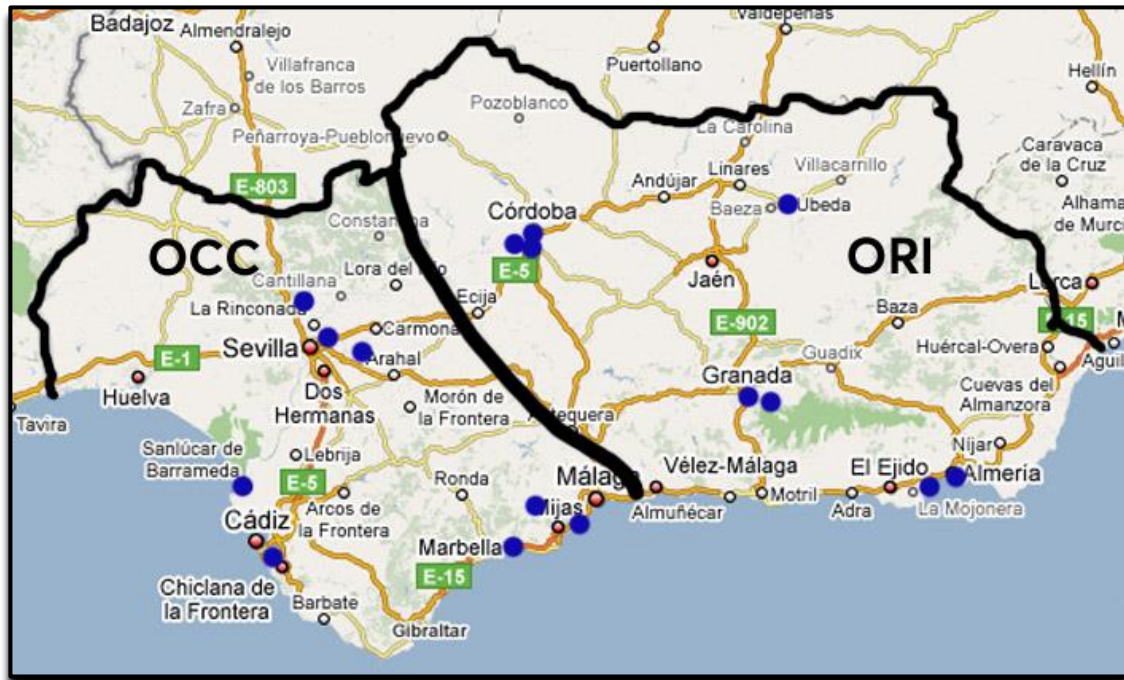 Badajoz
Almendralejo
Valdepeñas
Villafranca
de los Barros
Puertollano
Hellín
Zafra
Pozoblanco
Peñarroya-Pueblonuevo
La Carolina
Caravaca
de la Cruz
E-803
Linares
Villacarrillo
Andújar
Alhama
de Murci
Constantina
Córdoba
Baeza
Úbeda
OCC
ORI
E-5
Jaén
Lora del Río
Cantillana
La Rinconada
Ecija
Baza
Lorca
E-902
Carmona
Sevilla
E-1
Arahal
Huércal-Overa
Aguil
Guadix
Huelva
Dos
Hermanas
Morón de
la Frontera
Granada
Cuevas del
Almanzora
Antequera
Tavira
Sanlúcar de
Barrameda
Lebrija
Níjar
E-5
Ronda
Málaga
Vélez-Málaga
El Ejido
Almería
Arcos de
la Frontera
Mijas
Almuñécar
Motril
Adra
La Mojonera
Cádiz
Marbella
E-15
Chiclana de
la Frontera
Barbate
Gibraltar